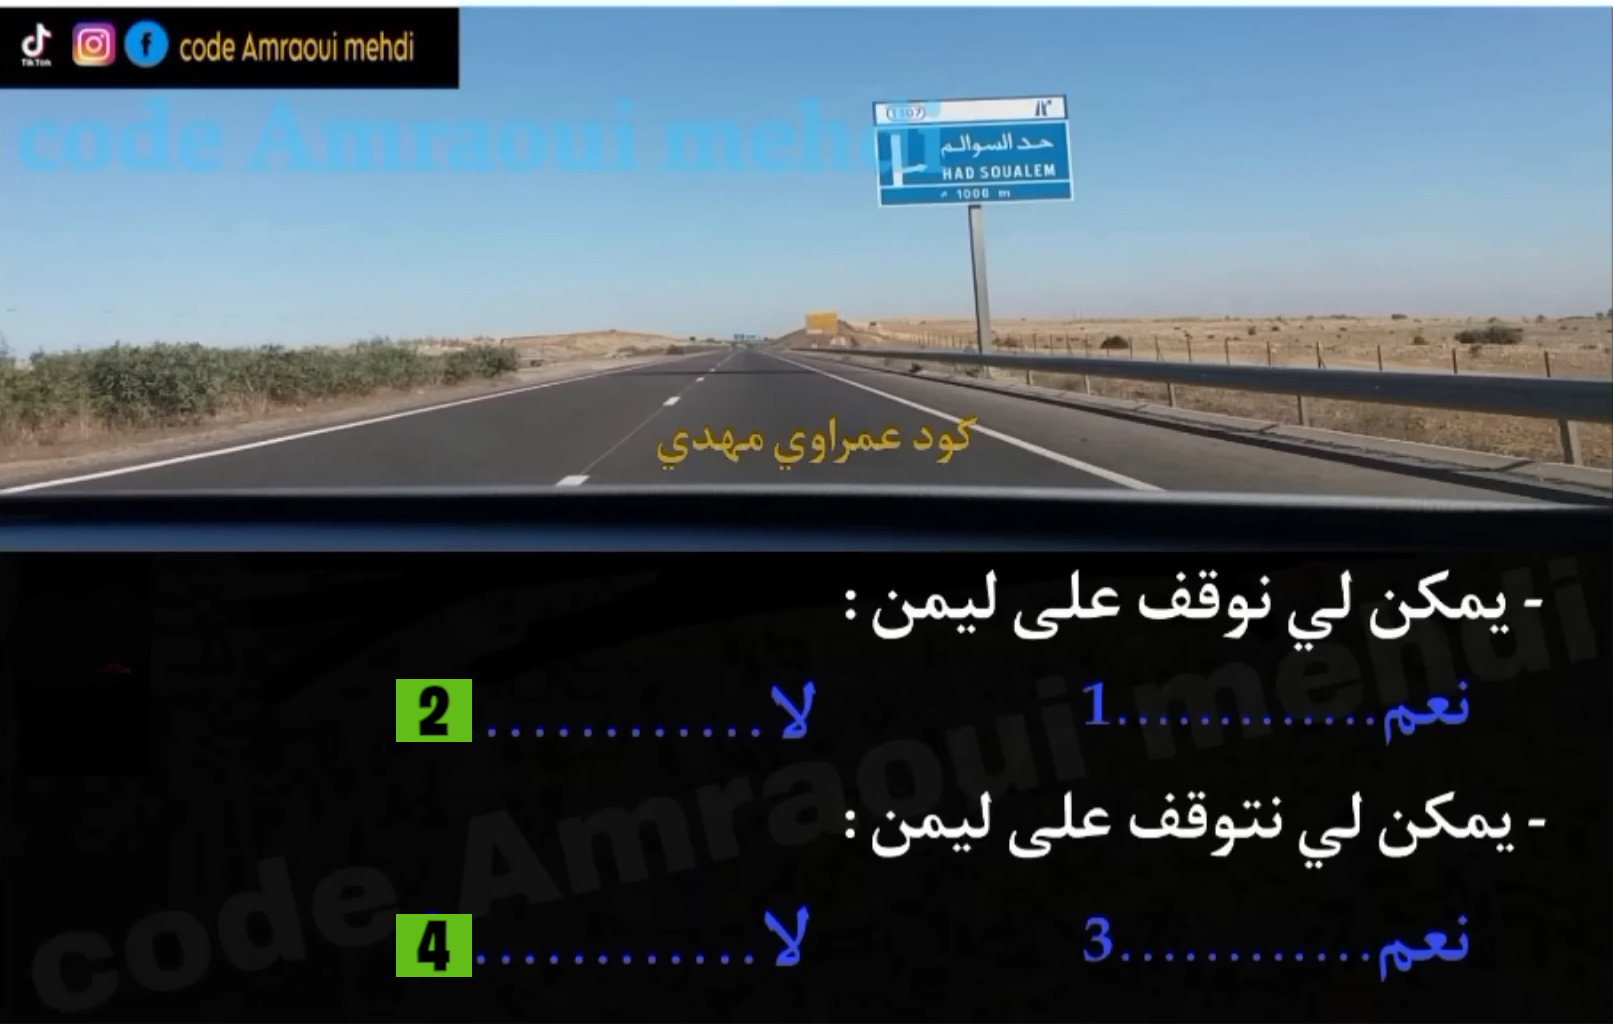 TikTok
code Amraoui mehdi
code Amraoui mehdi
1107
حد السوالم
HAD SOUALEM
م 1000 m
كود عمراوي مهدي
- يمكن لي نوقف على ليمن :
نعم.............1 لا............ 2
- يمكن لي نتوقف على ليمن :
نعم.............3 لا............ 4
code Amraoui mehdi